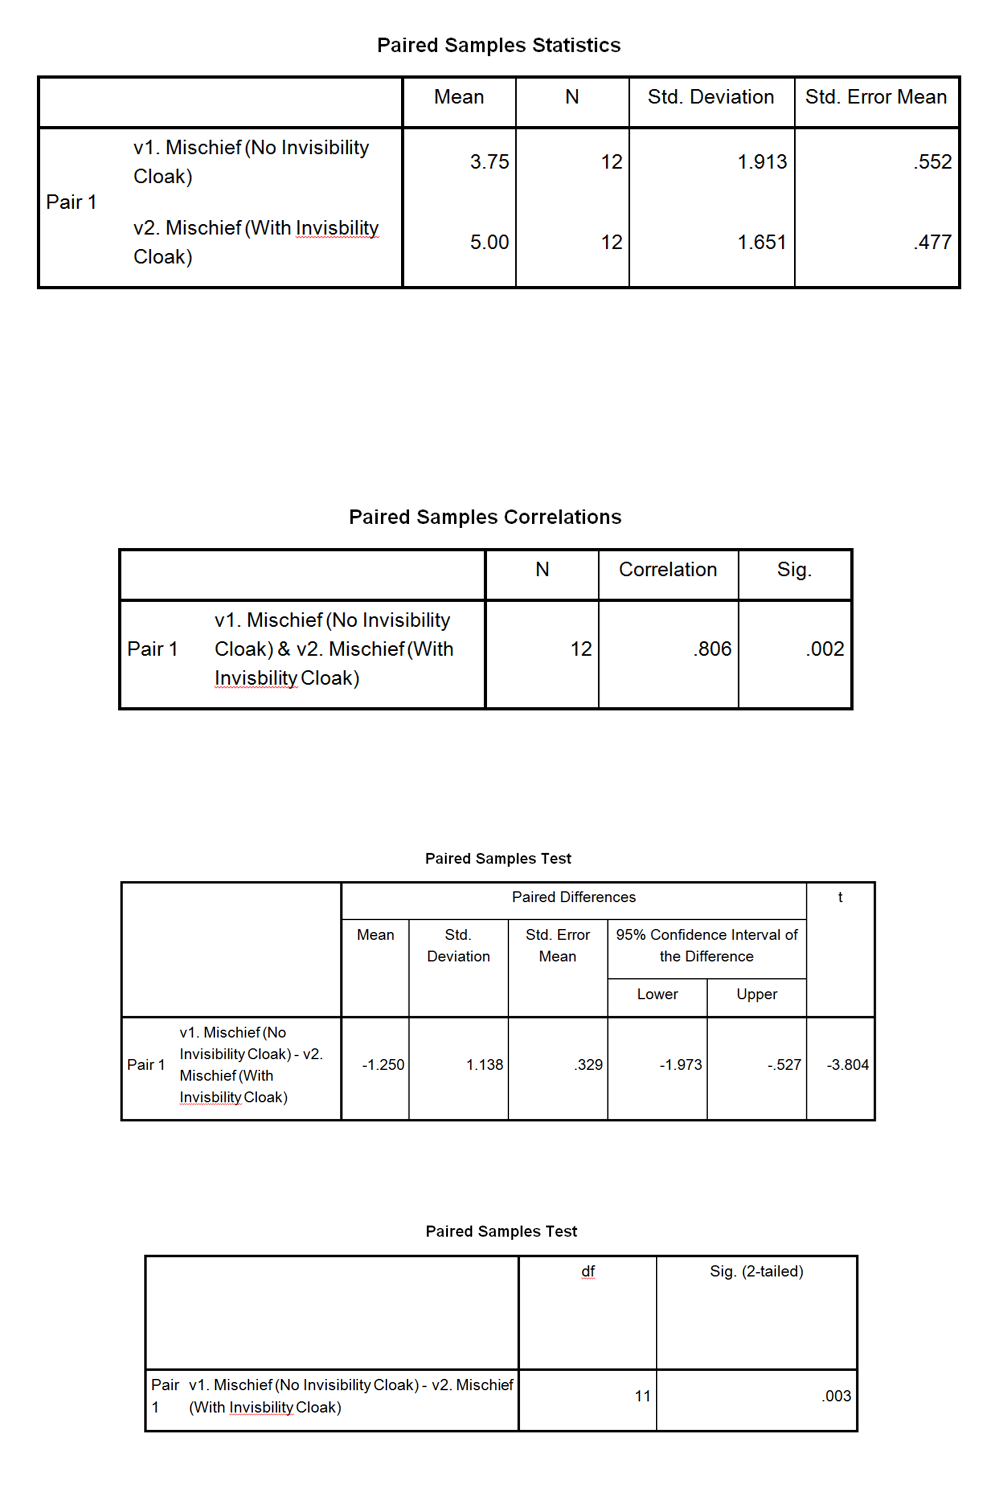 Paired Samples Statistics
Mean N Std. Deviation Std. Error Mean
Pair 1
v1. Mischief (No Invisibility
Cloak)
3.75 12 1.913 .552
v2. Mischief (With Invisbility
Cloak)
5.00 12 1.651 .477
Paired Samples Correlations
N Correlation Sig.
Pair 1
v1. Mischief (No Invisibility
Cloak) & v2. Mischief (With
Invisbility Cloak)
12 .806 .002
Paired Samples Test
Paired Differences t
Mean
Std.
Deviation
Std. Error
Mean
95% Confidence Interval of
the Difference
Lower Upper
Pair 1
v1. Mischief (No
Invisibility Cloak) - v2.
Mischief (With
Invisbility Cloak)
-1.250 1.138 .329 -1.973 -.527 -3.804
Paired Samples Test
df Sig. (2-tailed)
Pair
1
v1. Mischief (No Invisibility Cloak) - v2. Mischief
(With Invisbility Cloak)
11 .003